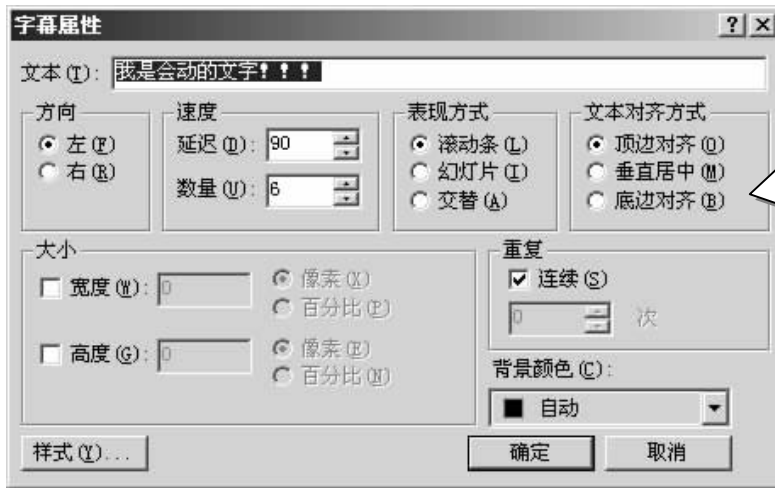 字幕属性
文本(T): 我是会动的文字！！！
方向
左(F)
右(R)
速度
延迟(D): 90
数量(U): 6
表现方式
滚动条(L)
幻灯片(I)
交替(A)
文本对齐方式
顶边对齐(O)
垂直居中(M)
底边对齐(B)
大小
宽度(W): 0
像素(X)
百分比(P)
高度(G): 0
像素(E)
百分比(N)
重复
连续(S)
0 次
背景颜色(C):
自动
样式(Y)...
确定
取消